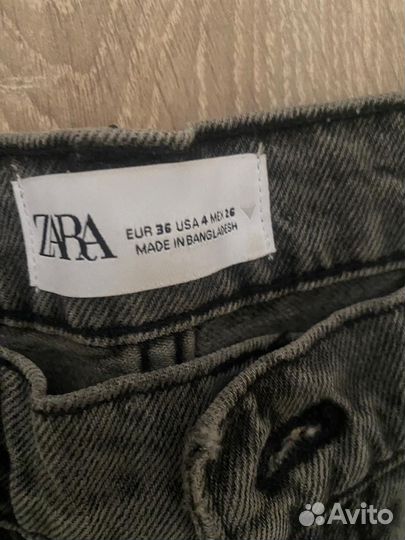 ZARA
EUR 36 USA 4 MEX 26
MADE IN BANGLADESH
Avito